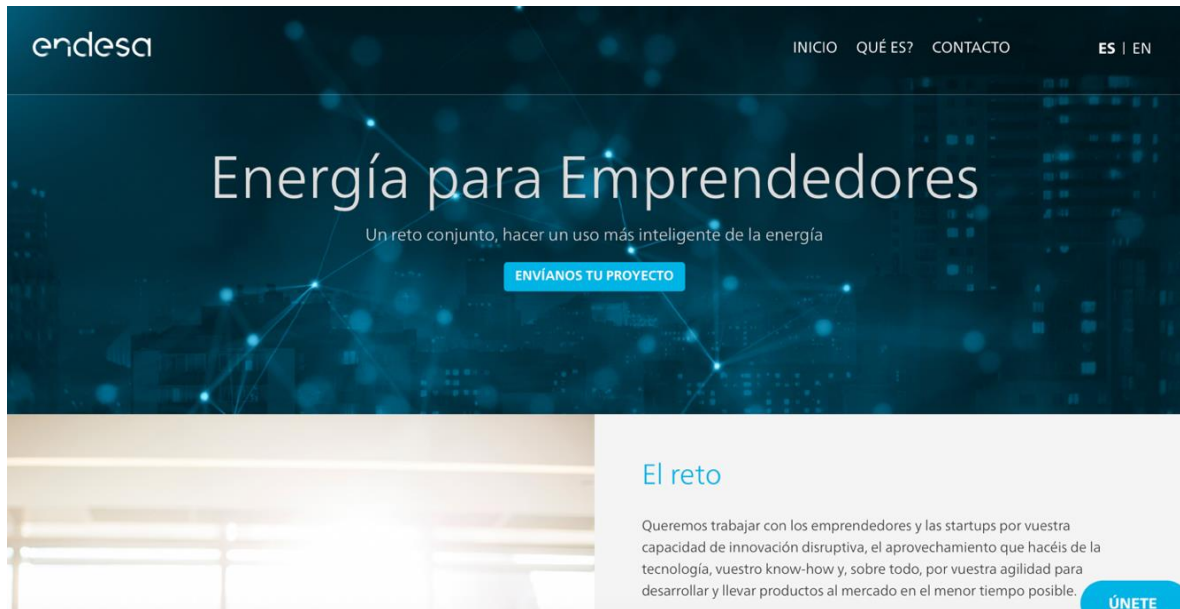 endesa
INICIO QUÉ ES? CONTACTO ES | EN
Energía para Emprendedores
Un reto conjunto, hacer un uso más inteligente de la energía
ENVÍANOS TU PROYECTO
El reto
Queremos trabajar con los emprendedores y las startups por vuestra
capacidad de innovación disruptiva, el aprovechamiento que hacéis de la
tecnología, vuestro know-how y, sobre todo, por vuestra agilidad para
desarrollar y llevar productos al mercado en el menor tiempo posible.
ÚNETE